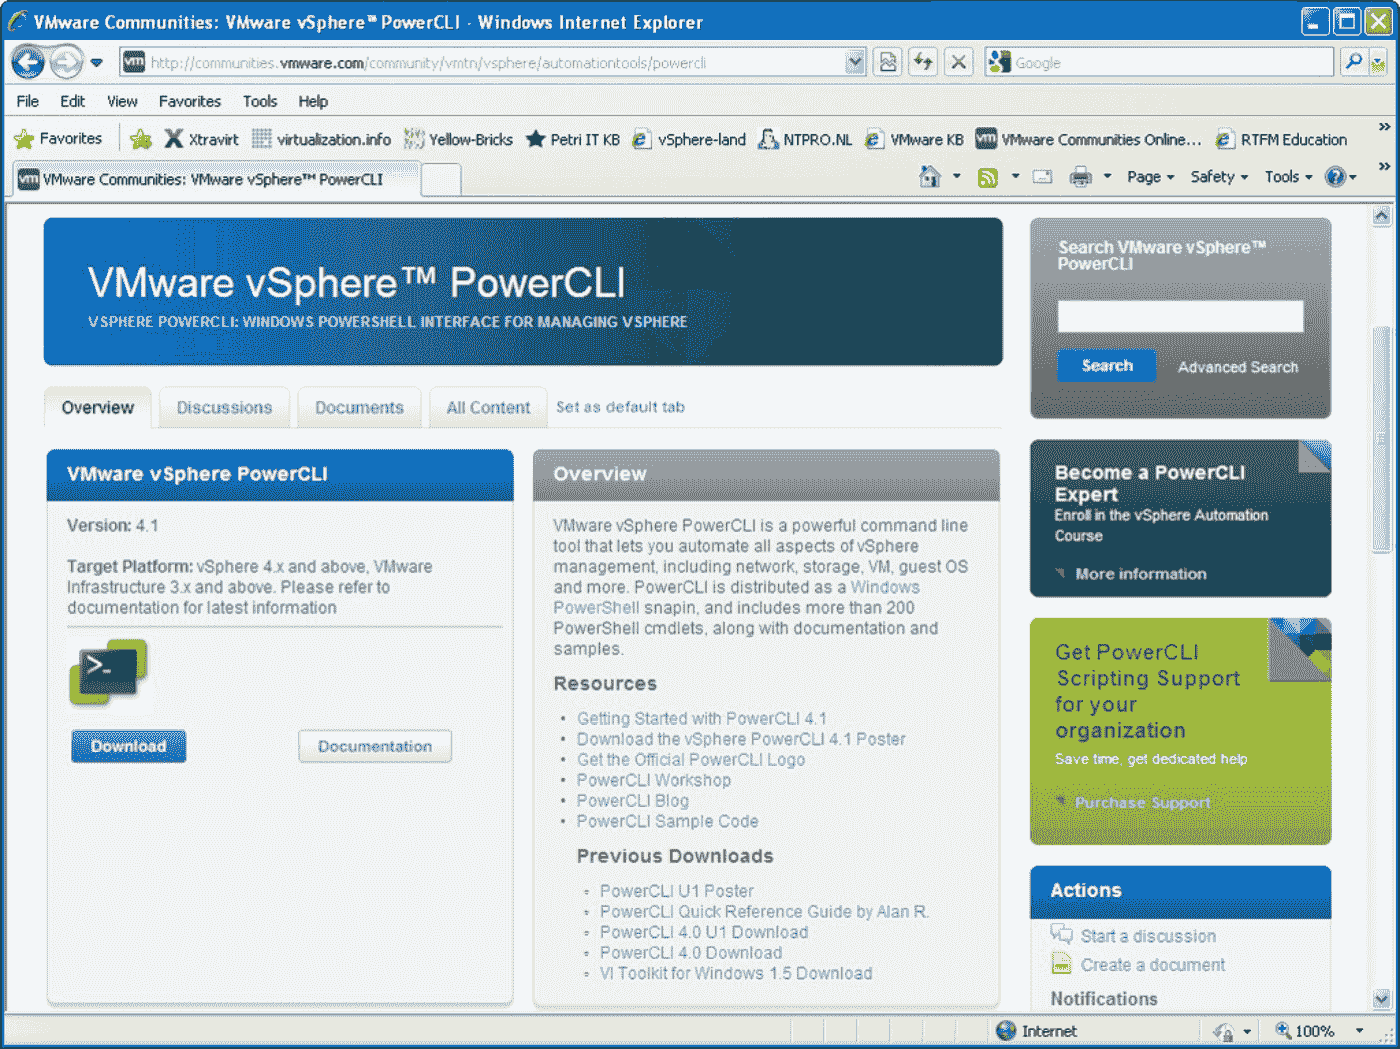 VMware Communities: VMware vSphere™ PowerCLI - Windows Internet Explorer
vm http://communities.vmware.com/community/vmtn/vsphere/automationtools/powercli
Google
File Edit View Favorites Tools Help
Favorites Xtravirt virtualization.info Yellow-Bricks Petri IT KB vSphere-land NTPRO.NL VMware KB vm VMware Communities Online... RTFM Education »
vm VMware Communities: VMware vSphere™ PowerCLI
Page Safety Tools »
VMware vSphere™ PowerCLI
VSPHERE POWERCLI: WINDOWS POWERSHELL INTERFACE FOR MANAGING VSPHERE
Overview Discussions Documents All Content Set as default tab
VMware vSphere PowerCLI
Version: 4.1
Target Platform: vSphere 4.x and above, VMware
Infrastructure 3.x and above. Please refer to
documentation for latest information
>_
Download Documentation
Overview
VMware vSphere PowerCLI is a powerful command line
tool that lets you automate all aspects of vSphere
management, including network, storage, VM, guest OS
and more. PowerCLI is distributed as a Windows
PowerShell snapin, and includes more than 200
PowerShell cmdlets, along with documentation and
samples.
Resources
• Getting Started with PowerCLI 4.1
• Download the vSphere PowerCLI 4.1 Poster
• Get the Official PowerCLI Logo
• PowerCLI Workshop
• PowerCLI Blog
• PowerCLI Sample Code
Previous Downloads
◦ PowerCLI U1 Poster
◦ PowerCLI Quick Reference Guide by Alan R.
◦ PowerCLI 4.0 U1 Download
◦ PowerCLI 4.0 Download
◦ VI Toolkit for Windows 1.5 Download
Search VMware vSphere™
PowerCLI
Search Advanced Search
Become a PowerCLI
Expert
Enroll in the vSphere Automation
Course
More information
Get PowerCLI
Scripting Support
for your
organization
Save time, get dedicated help
Purchase Support
Actions
Start a discussion
Create a document
Notifications
Internet 100%